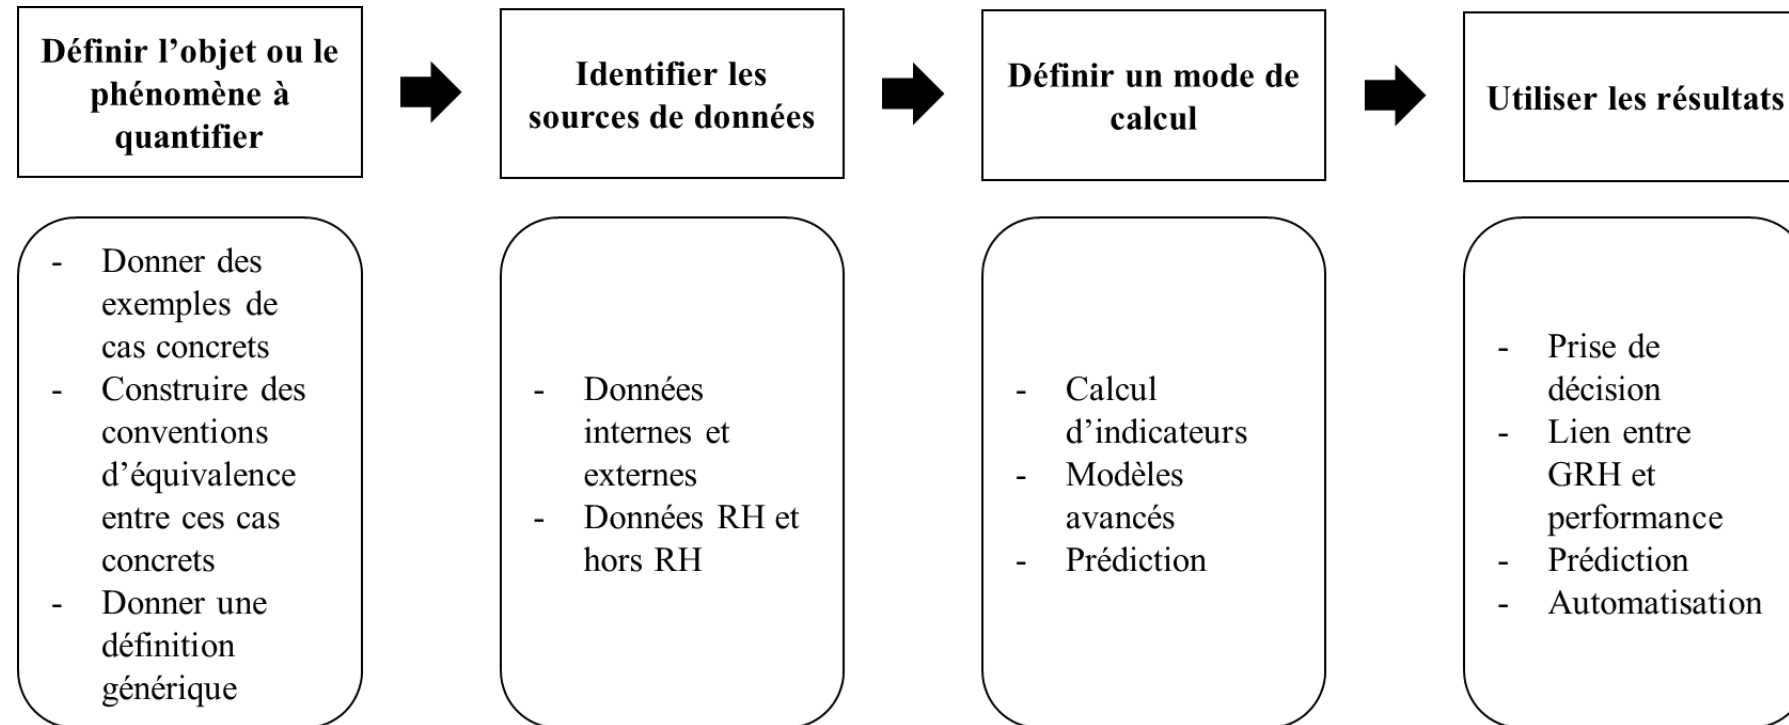 Définir l’objet ou le
phénomène à
quantifier
Identifier les
sources de données
Définir un mode de
calcul
Utiliser les résultats
- Donner des
exemples de
cas concrets
- Construire des
conventions
d’équivalence
entre ces cas
concrets
- Donner une
définition
générique
- Données
internes et
externes
- Données RH et
hors RH
- Calcul
d’indicateurs
- Modèles
avancés
- Prédiction
- Prise de
décision
- Lien entre
GRH et
performance
- Prédiction
- Automatisation